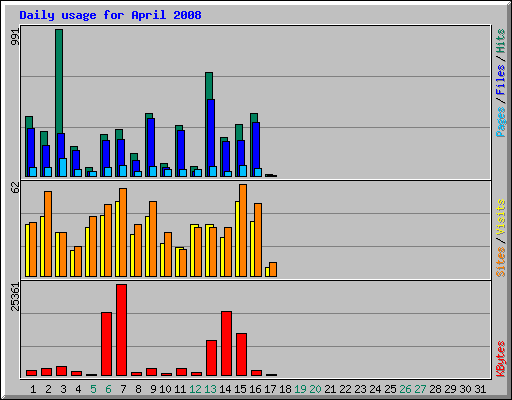 Daily usage for April 2008
991
Pages / Files / Hits
62
Sites / Visits
25361
KBytes
1 2 3 4 5 6 7 8 9 10 11 12 13 14 15 16 17 18 19 20 21 22 23 24 25 26 27 28 29 30 31